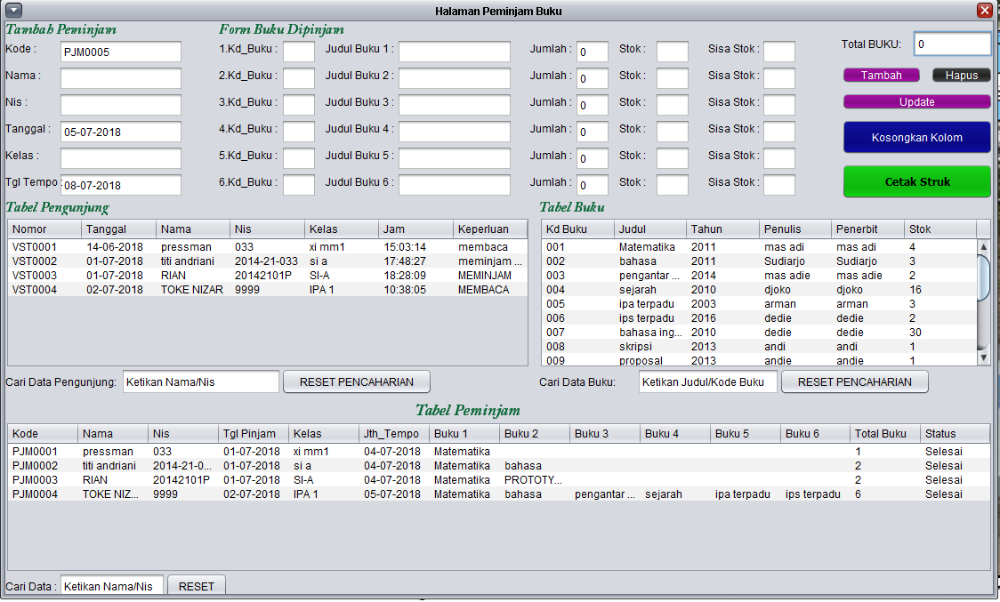 Halaman Peminjam Buku
Tambah Peminjam Form Buku Dipinjam
Kode : PJM0005 1.Kd_Buku : Judul Buku 1 : Jumlah : 0 Stok : Sisa Stok : Total BUKU: 0
Nama : 2.Kd_Buku : Judul Buku 2 : Jumlah : 0 Stok : Sisa Stok : Tambah Hapus
Nis : 3.Kd_Buku : Judul Buku 3 : Jumlah : 0 Stok : Sisa Stok : Update
Tanggal : 05-07-2018 4.Kd_Buku : Judul Buku 4 : Jumlah : 0 Stok : Sisa Stok : Kosongkan Kolom
Kelas : 5.Kd_Buku : Judul Buku 5 : Jumlah : 0 Stok : Sisa Stok :
Tgl Tempo : 08-07-2018 6.Kd_Buku : Judul Buku 6 : Jumlah : 0 Stok : Sisa Stok : Cetak Struk
Tabel Pengunjung
Nomor Tanggal Nama Nis Kelas Jam Keperluan
VST0001 14-06-2018 pressman 033 xi mm1 15:03:14 membaca
VST0002 01-07-2018 titi andriani 2014-21-033 si a 17:48:27 meminjam ...
VST0003 01-07-2018 RIAN 20142101P SI-A 18:28:09 MEMINJAM
VST0004 02-07-2018 TOKE NIZAR 9999 IPA 1 10:38:05 MEMBACA
Cari Data Pengunjung: Ketikan Nama/Nis RESET PENCAHARIAN
Tabel Buku
Kd Buku Judul Tahun Penulis Penerbit Stok
001 Matematika 2011 mas adi mas adi 4
002 bahasa 2011 Sudiarjo Sudiarjo 3
003 pengantar ... 2014 mas adie mas adie 2
004 sejarah 2010 djoko djoko 16
005 ipa terpadu 2003 arman arman 3
006 ips terpadu 2016 dedie dedie 2
007 bahasa ing... 2010 dedie dedie 30
008 skripsi 2013 andi andi 1
009 proposal 2013 andie andie 1
Cari Data Buku: Ketikan Judul/Kode Buku RESET PENCAHARIAN
Tabel Peminjam
Kode Nama Nis Tgl Pinjam Kelas Jth_Tempo Buku 1 Buku 2 Buku 3 Buku 4 Buku 5 Buku 6 Total Buku Status
PJM0001 pressman 033 01-07-2018 xi mm1 04-07-2018 Matematika 1 Selesai
PJM0002 titi andriani 2014-21-0... 01-07-2018 si a 04-07-2018 Matematika bahasa 2 Selesai
PJM0003 RIAN 20142101P 01-07-2018 SI-A 04-07-2018 Matematika PROTOTY... 2 Selesai
PJM0004 TOKE NIZ... 9999 02-07-2018 IPA 1 05-07-2018 Matematika bahasa pengantar ... sejarah ipa terpadu ips terpadu 6 Selesai
Cari Data : Ketikan Nama/Nis RESET